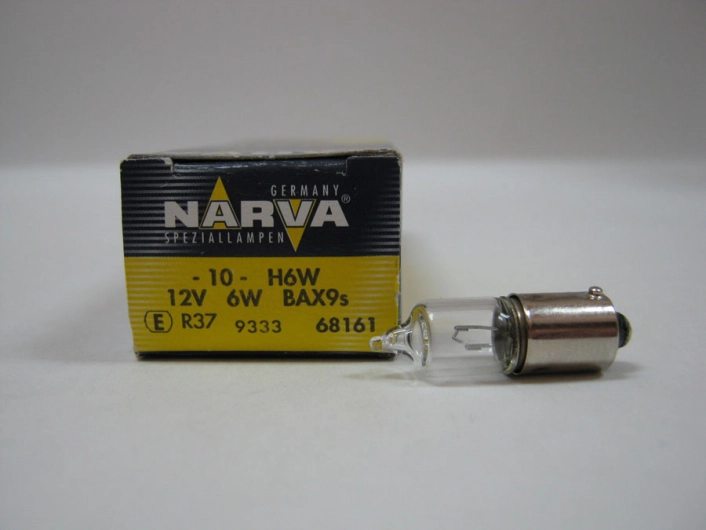 GERMANY
NARVA®
SPEZIALLAMPEN
- 10 - H6W
12V 6W BAX9s
E R37 9333 68161